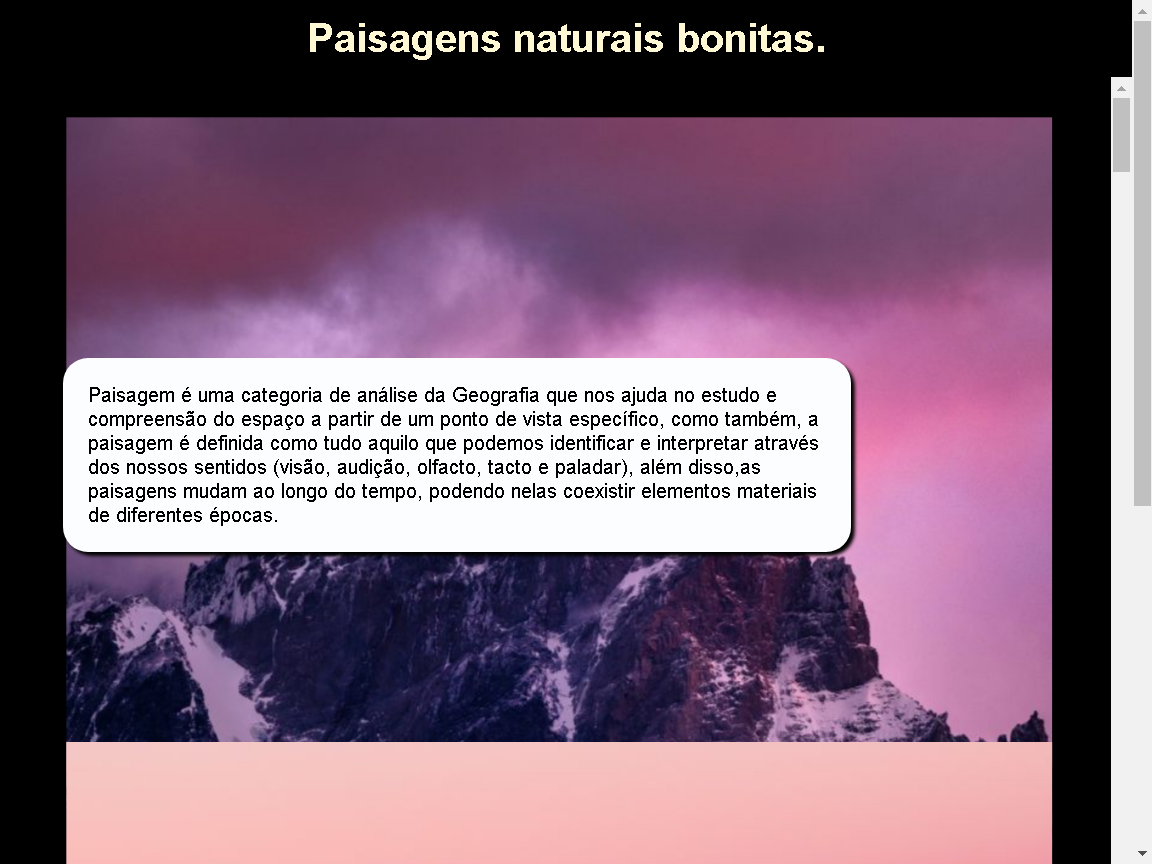 Paisagens naturais bonitas.
Paisagem é uma categoria de análise da Geografia que nos ajuda no estudo e
compreensão do espaço a partir de um ponto de vista específico, como também, a
paisagem é definida como tudo aquilo que podemos identificar e interpretar através
dos nossos sentidos (visão, audição, olfacto, tacto e paladar), além disso,as
paisagens mudam ao longo do tempo, podendo nelas coexistir elementos materiais
de diferentes épocas.